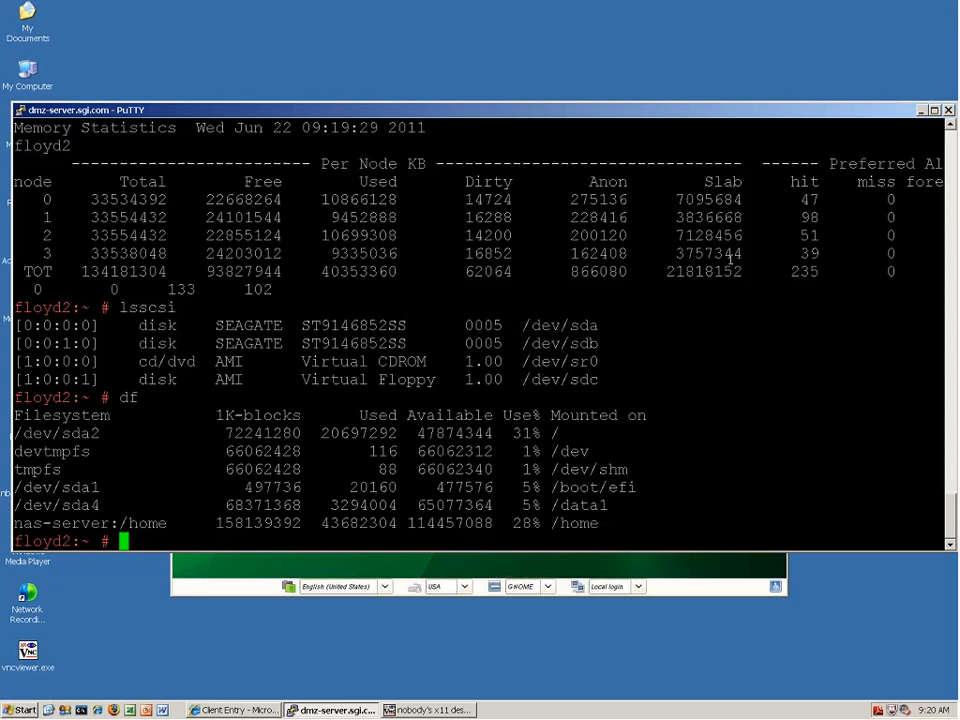 My
Documents
My Computer
dmz-server.sgi.com - PuTTY
Memory Statistics Wed Jun 22 09:19:29 2011
floyd2
------------------------- Per Node KB -------------------------------- ------ Preferred Al
node Total Free Used Dirty Anon Slab hit miss fore
0 33534392 22668264 10866128 14724 275136 7095684 47 0
1 33554432 24101544 9452888 16288 228416 3836668 98 0
2 33554432 22855124 10699308 14200 200120 7128456 51 0
3 33538048 24203012 9335036 16852 162408 3757344 39 0
TOT 134181304 93827944 40353360 62064 866080 21818152 235 0
0 0 133 102
floyd2:~ # lsscsi
[0:0:0:0] disk SEAGATE ST9146852SS 0005 /dev/sda
[0:0:1:0] disk SEAGATE ST9146852SS 0005 /dev/sdb
[1:0:0:0] cd/dvd AMI Virtual CDROM 1.00 /dev/sr0
[1:0:0:1] disk AMI Virtual Floppy 1.00 /dev/sdc
floyd2:~ # df
Filesystem 1K-blocks Used Available Use% Mounted on
/dev/sda2 72241280 20697292 47874344 31% /
devtmpfs 66062428 116 66062312 1% /dev
tmpfs 66062428 88 66062340 1% /dev/shm
/dev/sda1 497736 20160 477576 5% /boot/efi
/dev/sda4 68371368 3294004 65077364 5% /data1
nas-server:/home 158139392 43682304 114457088 28% /home
floyd2:~ #
Media Player
English (United States) USA GNOME Local login
Network
Recordi...
vncviewer.exe
Start Client Entry - Micro... dmz-server.sgi.com... nobody's x11 des... 9:20 AM